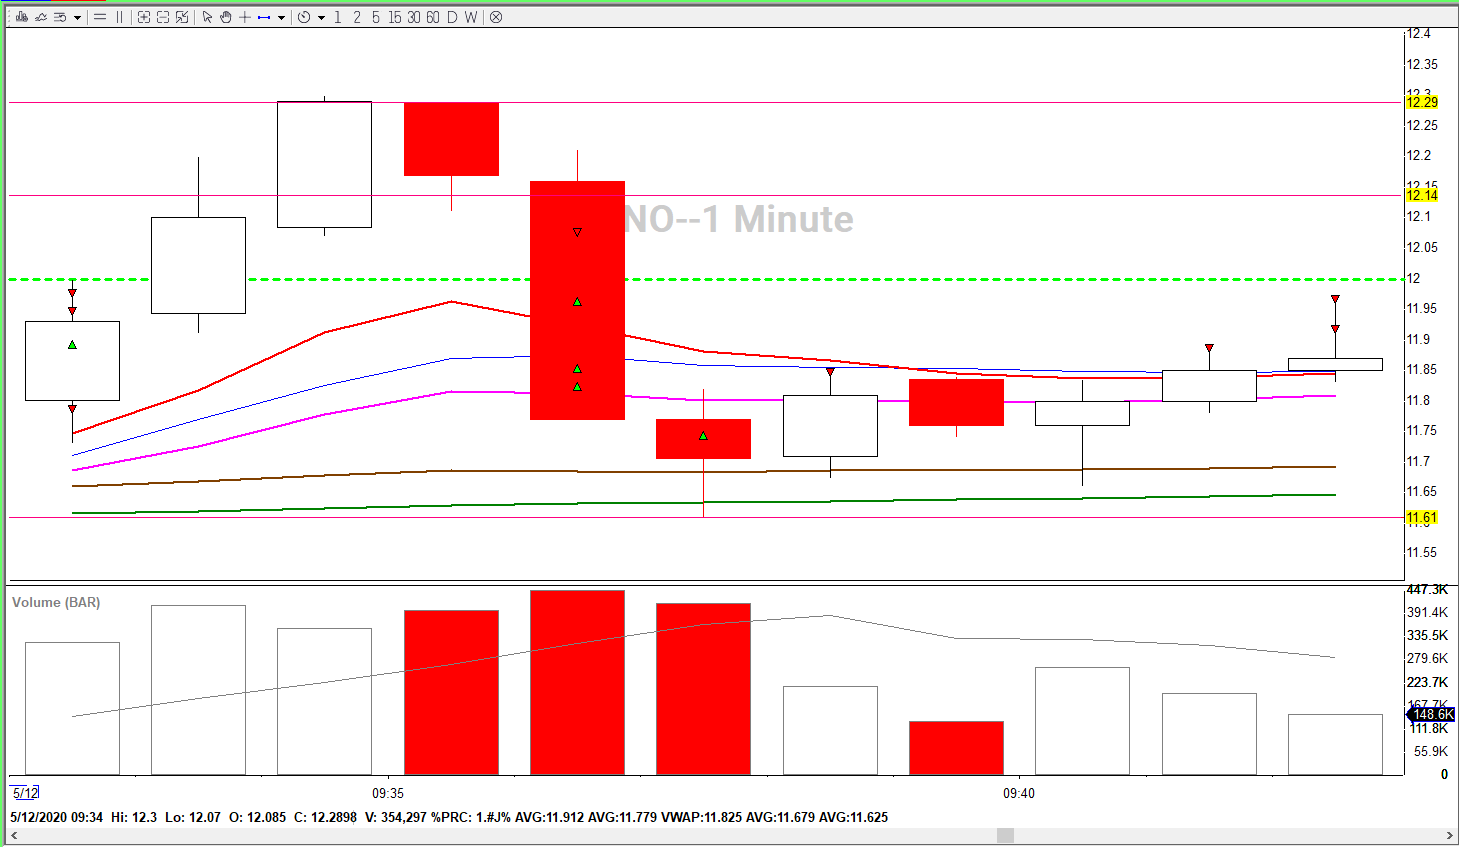 1 2 5 15 30 60 D W
12.4
12.35
12.3
12.29
12.25
12.2
12.15
12.14
NO--1 Minute
12.1
12.05
12
11.95
11.9
11.85
11.8
11.75
11.7
11.65
11.61
11.6
11.55
Volume (BAR)
447.3K
391.4K
335.5K
279.6K
223.7K
167.7K
148.6K
111.8K
55.9K
0
5/12
09:35
09:40
5/12/2020 09:34 Hi: 12.3 Lo: 12.07 O: 12.085 C: 12.2898 V: 354,297 %PRC: 1.#J% AVG:11.912 AVG:11.779 VWAP:11.825 AVG:11.679 AVG:11.625